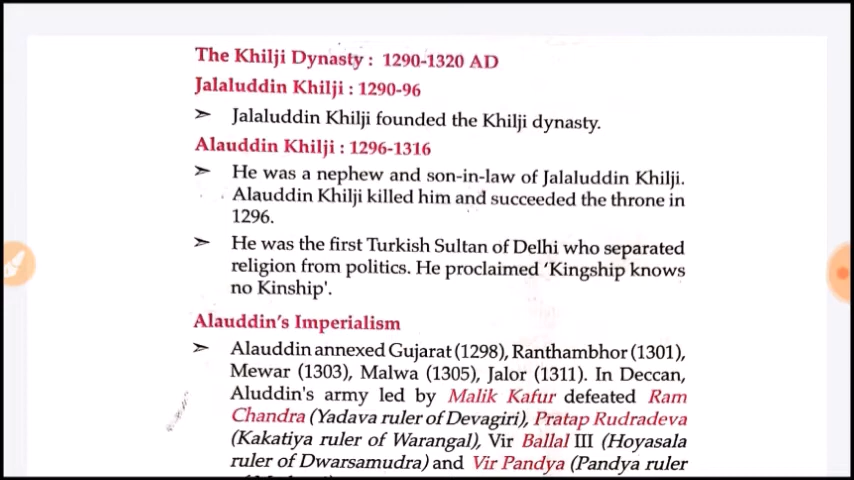 The Khilji Dynasty : 1290-1320 AD
Jalaluddin Khilji : 1290-96
➢ Jalaluddin Khilji founded the Khilji dynasty.
Alauddin Khilji : 1296-1316
➢ He was a nephew and son-in-law of Jalaluddin Khilji.
Alauddin Khilji killed him and succeeded the throne in
1296.
➢ He was the first Turkish Sultan of Delhi who separated
religion from politics. He proclaimed 'Kingship knows
no Kinship'.
Alauddin's Imperialism
➢ Alauddin annexed Gujarat (1298), Ranthambhor (1301),
Mewar (1303), Malwa (1305), Jalor (1311). In Deccan,
Aluddin's army led by Malik Kafur defeated Ram
Chandra (Yadava ruler of Devagiri), Pratap Rudradeva
(Kakatiya ruler of Warangal), Vir Ballal III (Hoyasala
ruler of Dwarsamudra) and Vir Pandya (Pandya ruler